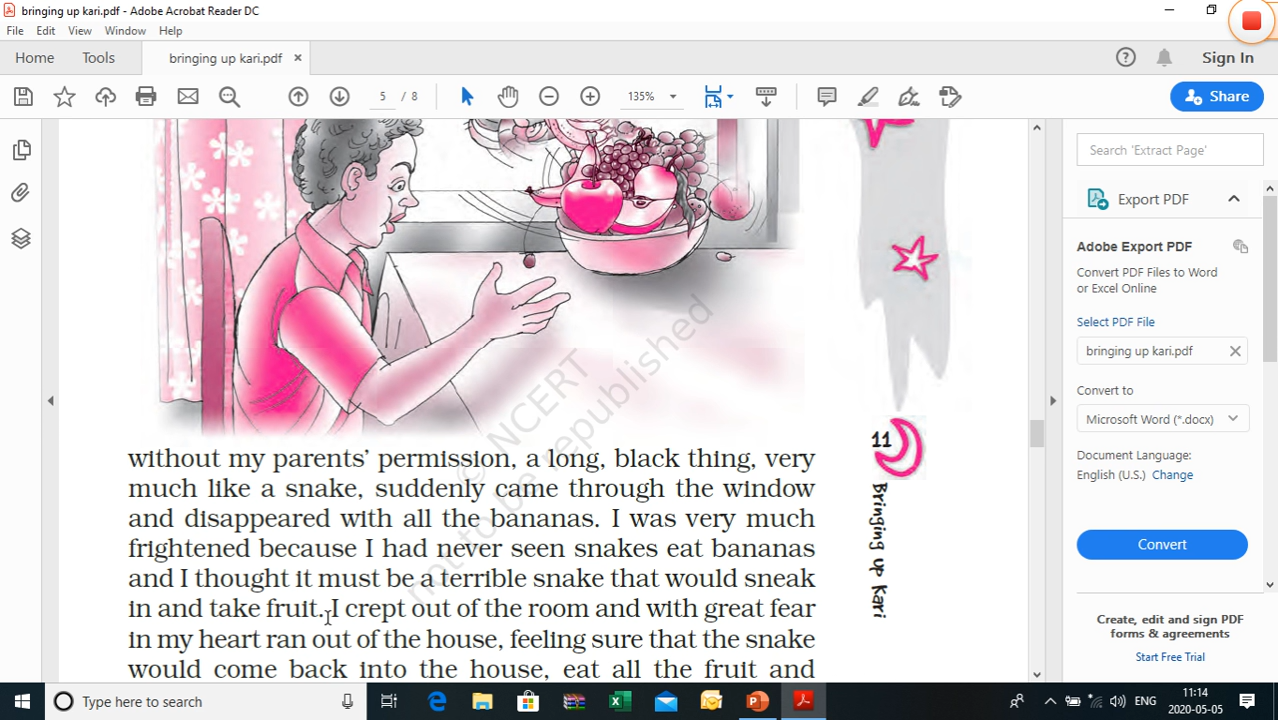 bringing up kari.pdf - Adobe Acrobat Reader DC
File Edit View Window Help
Home Tools bringing up kari.pdf × Sign In
5 / 8 135% Share
Search 'Extract Page'
Export PDF
Adobe Export PDF
Convert PDF Files to Word
or Excel Online
Select PDF File
bringing up kari.pdf
Convert to
Microsoft Word (*.docx)
Document Language:
English (U.S.) Change
Convert
Create, edit and sign PDF
forms & agreements
Start Free Trial
© NCERT
not to be republished
11
Bringing up Kari
without my parents' permission, a long, black thing, very
much like a snake, suddenly came through the window
and disappeared with all the bananas. I was very much
frightened because I had never seen snakes eat bananas
and I thought it must be a terrible snake that would sneak
in and take fruit. I crept out of the room and with great fear
in my heart ran out of the house, feeling sure that the snake
would come back into the house, eat all the fruit and
Type here to search
ENG
11:14
2020-05-05